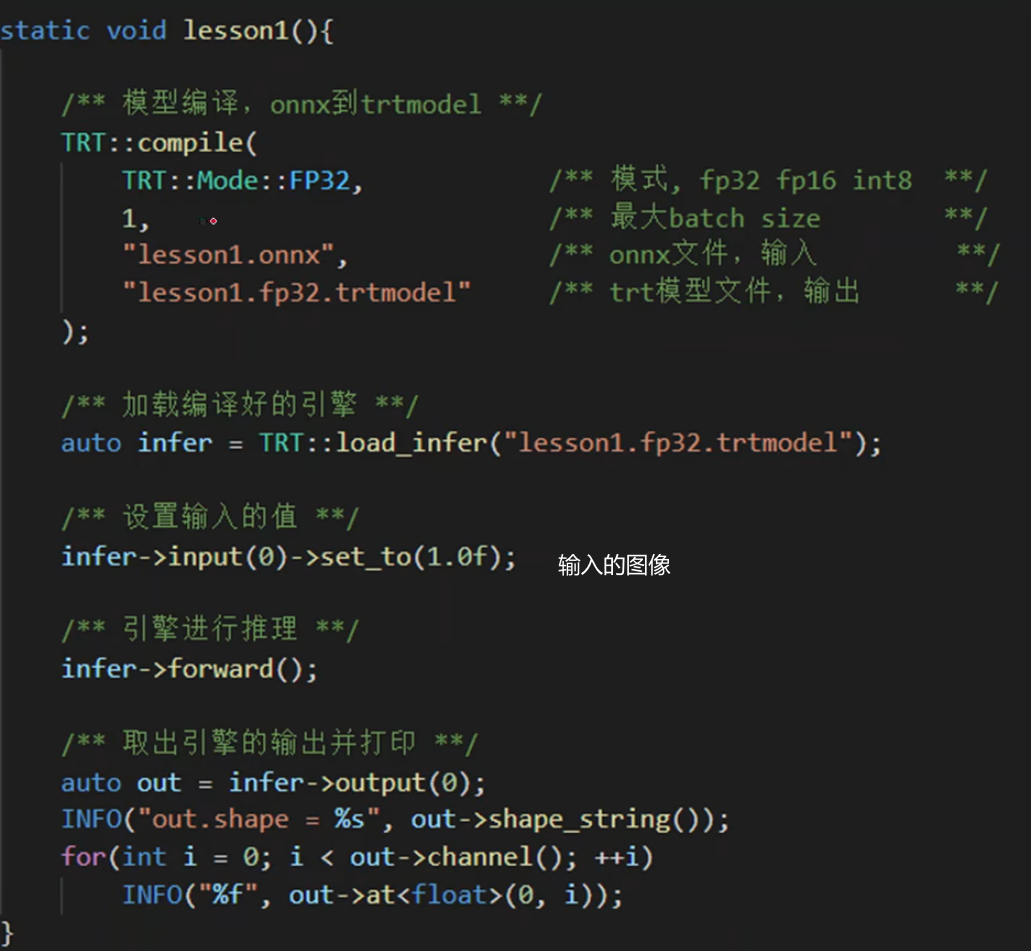 static void lesson1(){
/** 模型编译，onnx到trtmodel **/
TRT::compile(
TRT::Mode::FP32, /** 模式, fp32 fp16 int8 **/
1, /** 最大batch size **/
"lesson1.onnx", /** onnx文件，输入 **/
"lesson1.fp32.trtmodel" /** trt模型文件，输出 **/
);
/** 加载编译好的引擎 **/
auto infer = TRT::load_infer("lesson1.fp32.trtmodel");
/** 设置输入的值 **/
infer->input(0)->set_to(1.0f); 输入的图像
/** 引擎进行推理 **/
infer->forward();
/** 取出引擎的输出并打印 **/
auto out = infer->output(0);
INFO("out.shape = %s", out->shape_string());
for(int i = 0; i < out->channel(); ++i)
INFO("%f", out->at<float>(0, i));
}